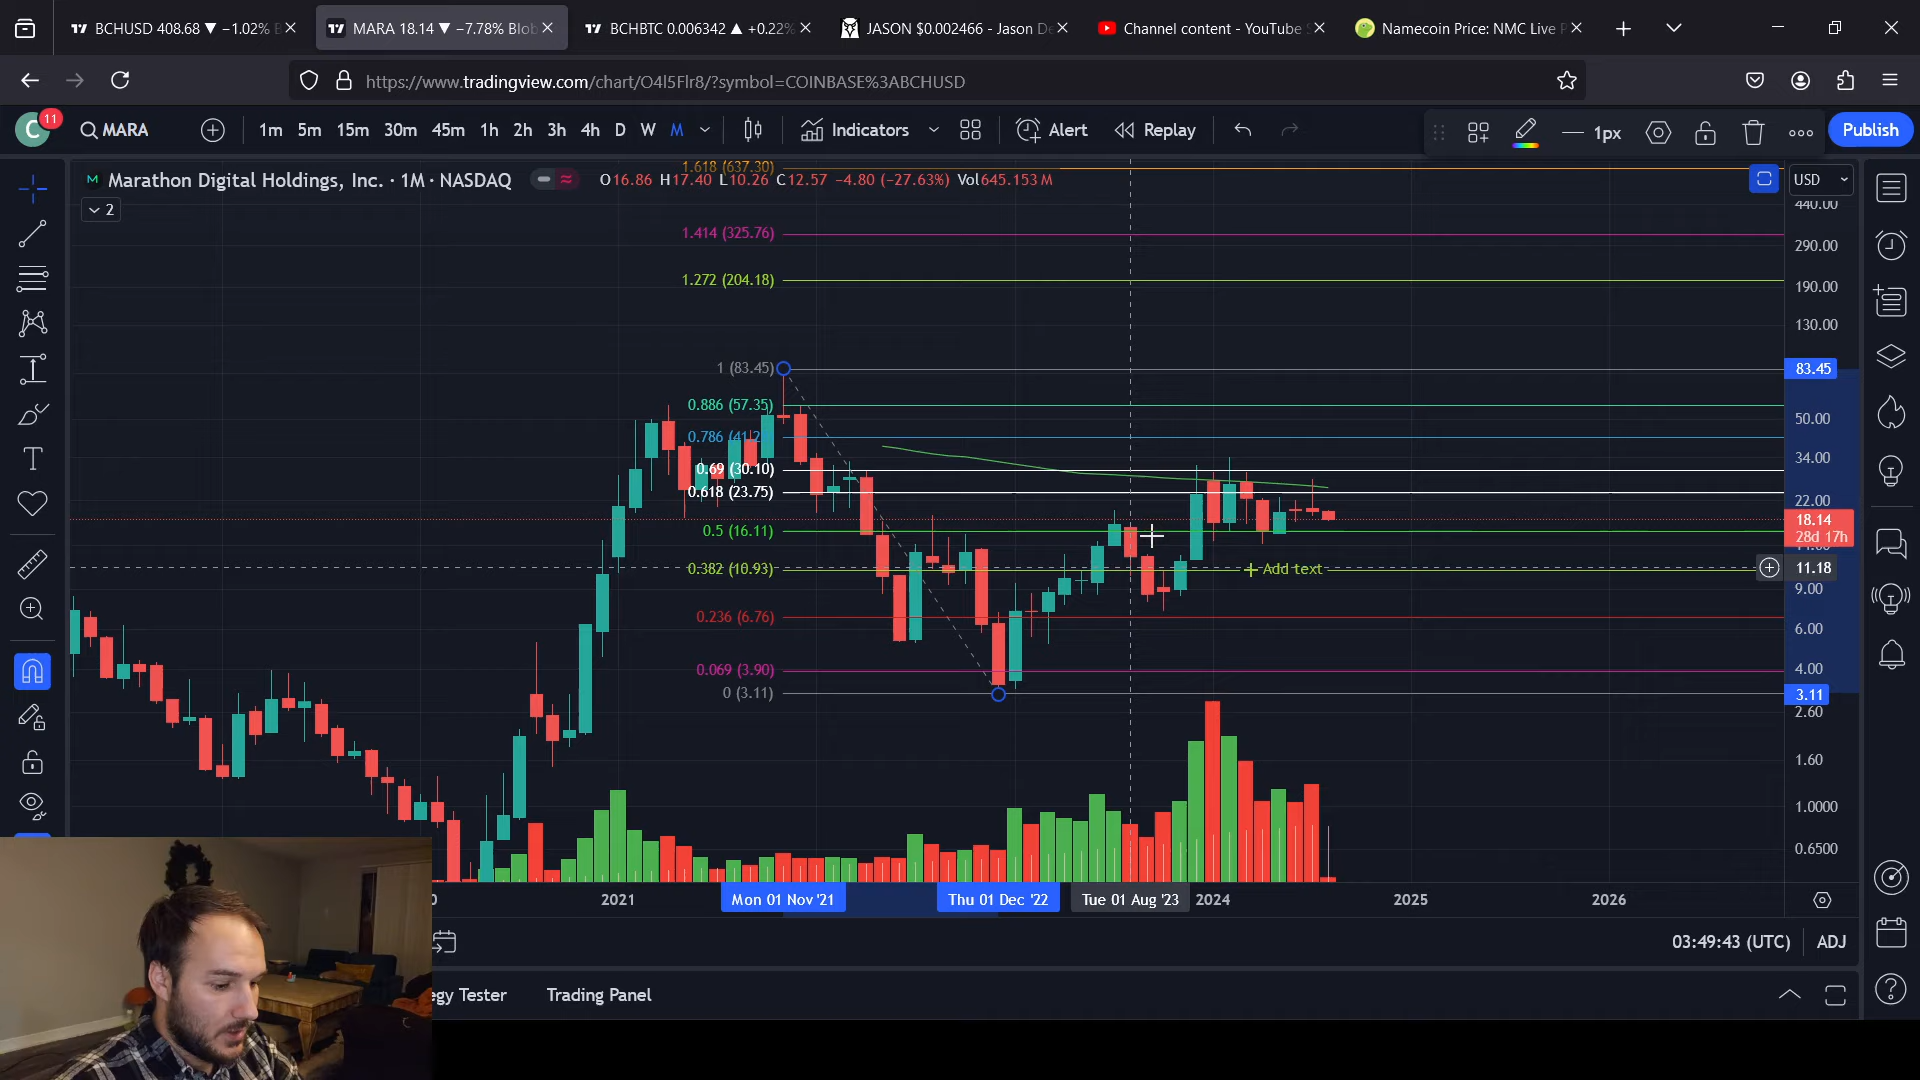 BCHUSD 408.68 ▼ −1.02% B
MARA 18.14 ▼ −7.78% Blob
BCHBTC 0.006342 ▲ +0.22%
JASON $0.002466 - Jason De
Channel content - YouTube S
Namecoin Price: NMC Live P
https://www.tradingview.com/chart/O4l5Flr8/?symbol=COINBASE%3ABCHUSD
C
11
MARA
1m 5m 15m 30m 45m 1h 2h 3h 4h D W M
Indicators
Alert
Replay
1px
Publish
1.618 (637.30)
M Marathon Digital Holdings, Inc. · 1M · NASDAQ
O16.86 H17.40 L10.26 C12.57 −4.80 (−27.63%) Vol645.153 M
USD
2
440.00
1.414 (325.76)
290.00
1.272 (204.18)
190.00
130.00
1 (83.45)
83.45
0.886 (57.35)
50.00
0.786 (41.2
34.00
0.69 (30.10)
0.618 (23.75)
22.00
18.14
28d 17h
0.5 (16.11)
0.382 (10.93)
+ Add text
11.18
9.00
0.236 (6.76)
6.00
0.069 (3.90)
4.00
0 (3.11)
3.11
2.60
1.60
1.0000
0.6500
0
2021
Mon 01 Nov '21
Thu 01 Dec '22
Tue 01 Aug '23
2024
2025
2026
03:49:43 (UTC)
ADJ
egy Tester
Trading Panel